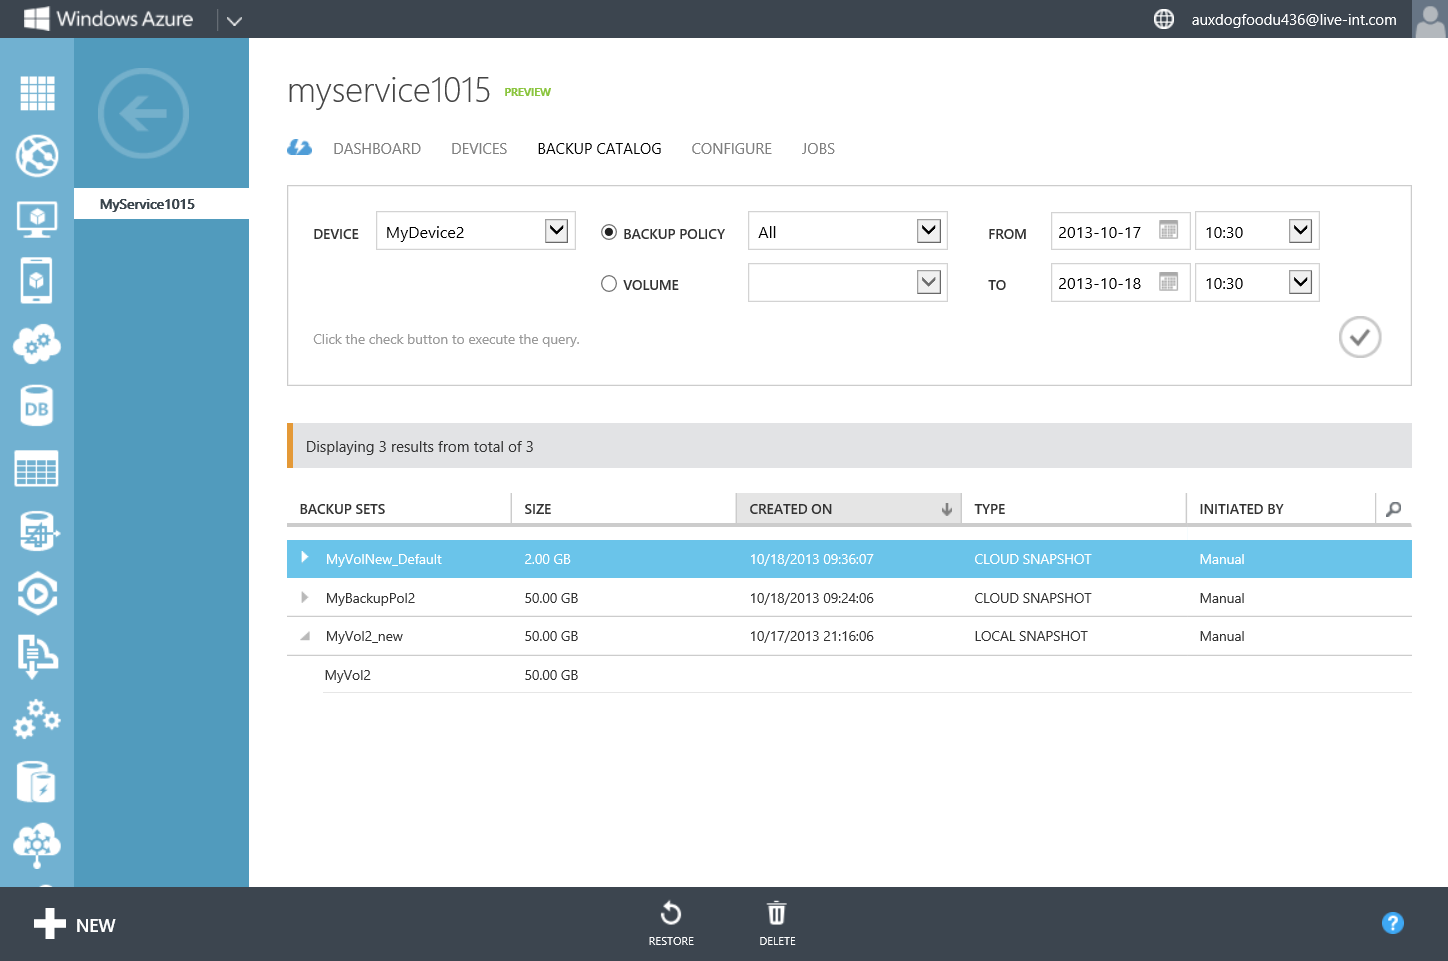 Windows Azure
auxdogfoodu436@live-int.com
myservice1015 PREVIEW
DASHBOARD DEVICES BACKUP CATALOG CONFIGURE JOBS
MyService1015
DEVICE MyDevice2 BACKUP POLICY All FROM 2013-10-17 10:30
VOLUME TO 2013-10-18 10:30
Click the check button to execute the query.
DB
Displaying 3 results from total of 3
BACKUP SETS SIZE CREATED ON TYPE INITIATED BY
MyVolNew_Default 2.00 GB 10/18/2013 09:36:07 CLOUD SNAPSHOT Manual
MyBackupPol2 50.00 GB 10/18/2013 09:24:06 CLOUD SNAPSHOT Manual
MyVol2_new 50.00 GB 10/17/2013 21:16:06 LOCAL SNAPSHOT Manual
MyVol2 50.00 GB
NEW
RESTORE
DELETE
?